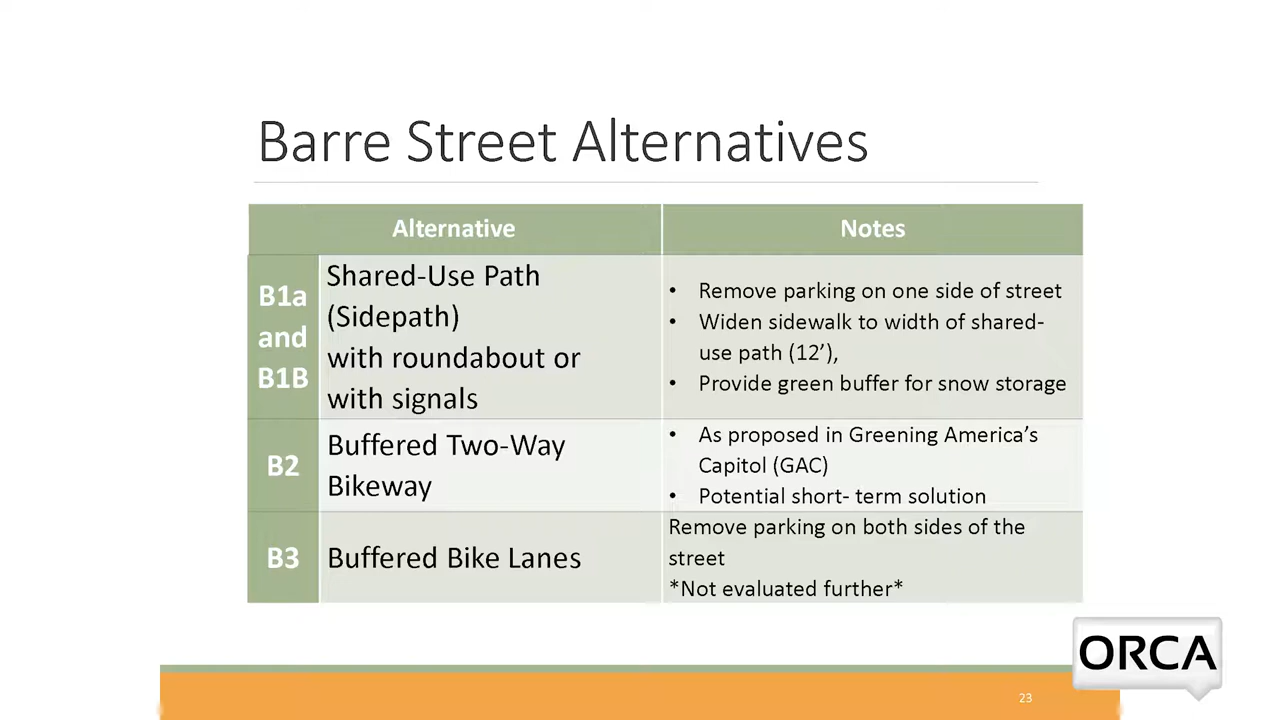 Barre Street Alternatives
Alternative
Notes
B1a
and
B1B
Shared-Use Path
(Sidepath)
with roundabout or
with signals
• Remove parking on one side of street
• Widen sidewalk to width of shared-
use path (12’),
• Provide green buffer for snow storage
B2
Buffered Two-Way
Bikeway
• As proposed in Greening America’s
Capitol (GAC)
• Potential short- term solution
B3
Buffered Bike Lanes
Remove parking on both sides of the
street
*Not evaluated further*
ORCA
23